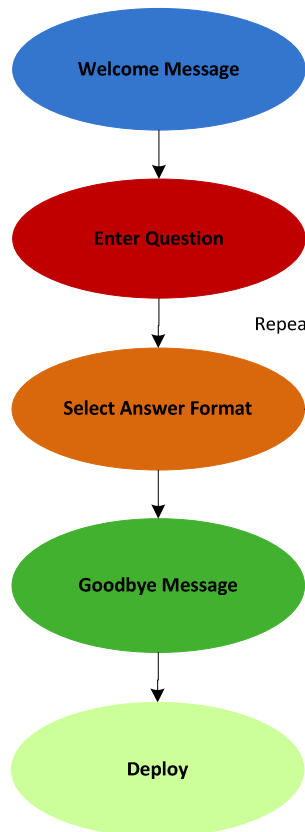 Welcome Message
Enter Question
Repea
Select Answer Format
Goodbye Message
Deploy